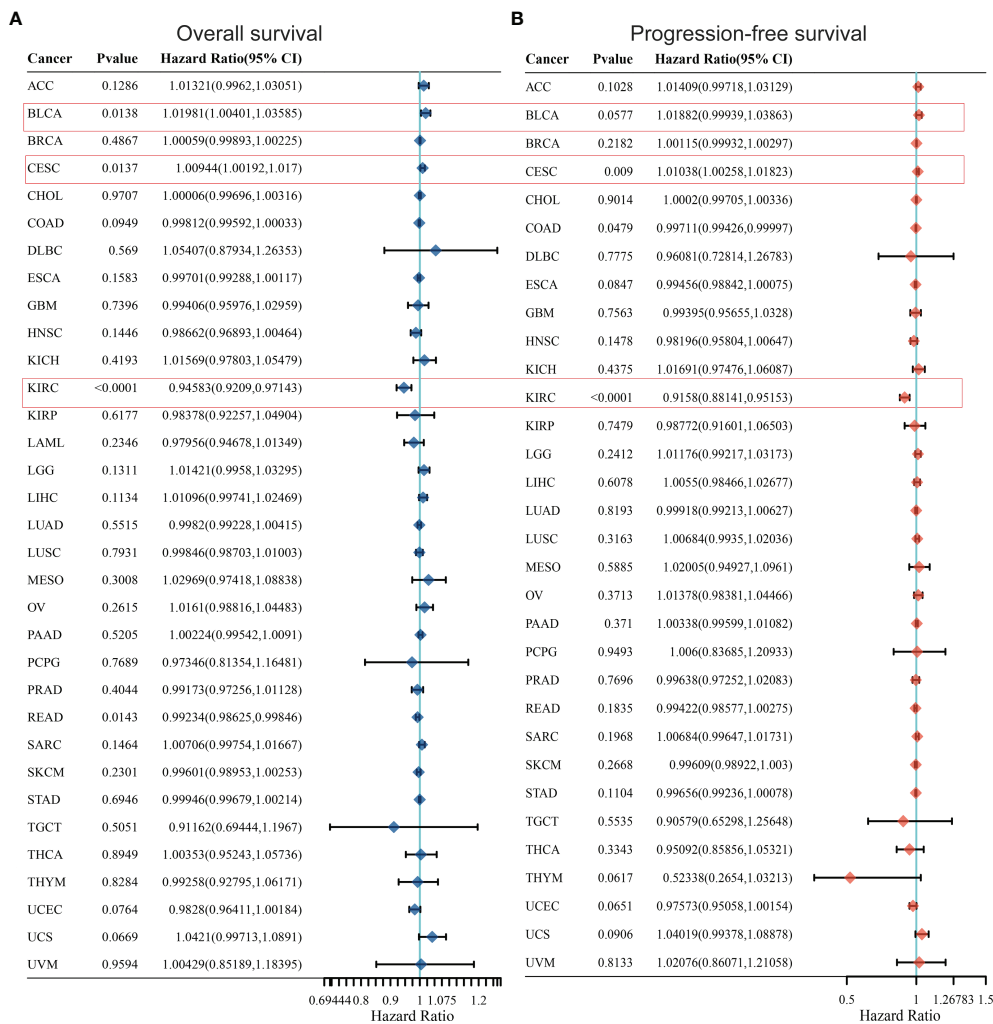 A
Overall survival
Cancer Pvalue Hazard Ratio(95% CI)
ACC 0.1286 1.01321(0.9962,1.03051)
BLCA 0.0138 1.01981(1.00401,1.03585)
BRCA 0.4867 1.00059(0.99893,1.00225)
CESC 0.0137 1.00944(1.00192,1.017)
CHOL 0.9707 1.00006(0.99696,1.00316)
COAD 0.0949 0.99812(0.99592,1.00033)
DLBC 0.569 1.05407(0.87934,1.26353)
ESCA 0.1583 0.99701(0.99288,1.00117)
GBM 0.7396 0.99406(0.95976,1.02959)
HNSC 0.1446 0.98662(0.96893,1.00464)
KICH 0.4193 1.01569(0.97803,1.05479)
KIRC <0.0001 0.94583(0.9209,0.97143)
KIRP 0.6177 0.98378(0.92257,1.04904)
LAML 0.2346 0.97956(0.94678,1.01349)
LGG 0.1311 1.01421(0.9958,1.03295)
LIHC 0.1134 1.01096(0.99741,1.02469)
LUAD 0.5515 0.9982(0.99228,1.00415)
LUSC 0.7931 0.99846(0.98703,1.01003)
MESO 0.3008 1.02969(0.97418,1.08838)
OV 0.2615 1.0161(0.98816,1.04483)
PAAD 0.5205 1.00224(0.99542,1.0091)
PCPG 0.7689 0.97346(0.81354,1.16481)
PRAD 0.4044 0.99173(0.97256,1.01128)
READ 0.0143 0.99234(0.98625,0.99846)
SARC 0.1464 1.00706(0.99754,1.01667)
SKCM 0.2301 0.99601(0.98953,1.00253)
STAD 0.6946 0.99946(0.99679,1.00214)
TGCT 0.5051 0.91162(0.69444,1.1967)
THCA 0.8949 1.00353(0.95243,1.05736)
THYM 0.8284 0.99258(0.92795,1.06171)
UCEC 0.0764 0.9828(0.96411,1.00184)
UCS 0.0669 1.0421(0.99713,1.0891)
UVM 0.9594 1.00429(0.85189,1.18395)
0.69444 0.8 0.9 1 1.075 1.2
Hazard Ratio
B
Progression-free survival
Cancer Pvalue Hazard Ratio(95% CI)
ACC 0.1028 1.01409(0.99718,1.03129)
BLCA 0.0577 1.01882(0.99939,1.03863)
BRCA 0.2182 1.00115(0.99932,1.00297)
CESC 0.009 1.01038(1.00258,1.01823)
CHOL 0.9014 1.0002(0.99705,1.00336)
COAD 0.0479 0.99711(0.99426,0.99997)
DLBC 0.7775 0.96081(0.72814,1.26783)
ESCA 0.0847 0.99456(0.98842,1.00075)
GBM 0.7563 0.99395(0.95655,1.0328)
HNSC 0.1478 0.98196(0.95804,1.00647)
KICH 0.4375 1.01691(0.97476,1.06087)
KIRC <0.0001 0.9158(0.88141,0.95153)
KIRP 0.7479 0.98772(0.91601,1.06503)
LGG 0.2412 1.01176(0.99217,1.03173)
LIHC 0.6078 1.0055(0.98466,1.02677)
LUAD 0.8193 0.99918(0.99213,1.00627)
LUSC 0.3163 1.00684(0.9935,1.02036)
MESO 0.5885 1.02005(0.94927,1.0961)
OV 0.3713 1.01378(0.98381,1.04466)
PAAD 0.371 1.00338(0.99599,1.01082)
PCPG 0.9493 1.006(0.83685,1.20933)
PRAD 0.7696 0.99638(0.97252,1.02083)
READ 0.1835 0.99422(0.98577,1.00275)
SARC 0.1968 1.00684(0.99647,1.01731)
SKCM 0.2668 0.99609(0.98922,1.003)
STAD 0.1104 0.99656(0.99236,1.00078)
TGCT 0.5535 0.90579(0.65298,1.25648)
THCA 0.3343 0.95092(0.85856,1.05321)
THYM 0.0617 0.52338(0.2654,1.03213)
UCEC 0.0651 0.97573(0.95058,1.00154)
UCS 0.0906 1.04019(0.99378,1.08878)
UVM 0.8133 1.02076(0.86071,1.21058)
0.5 1 1.26783 1.5
Hazard Ratio